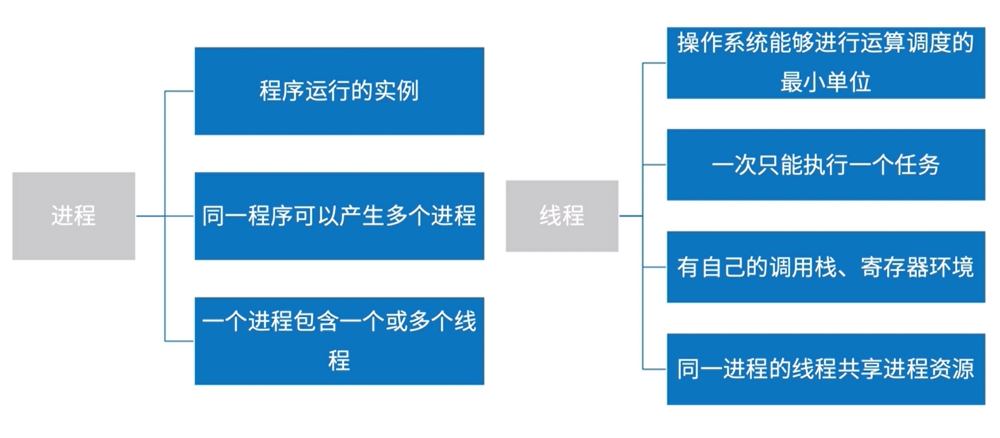 进程
程序运行的实例
同一程序可以产生多个进程
一个进程包含一个或多个线
程
线程
操作系统能够进行运算调度的
最小单位
一次只能执行一个任务
有自己的调用栈、寄存器环境
同一进程的线程共享进程资源